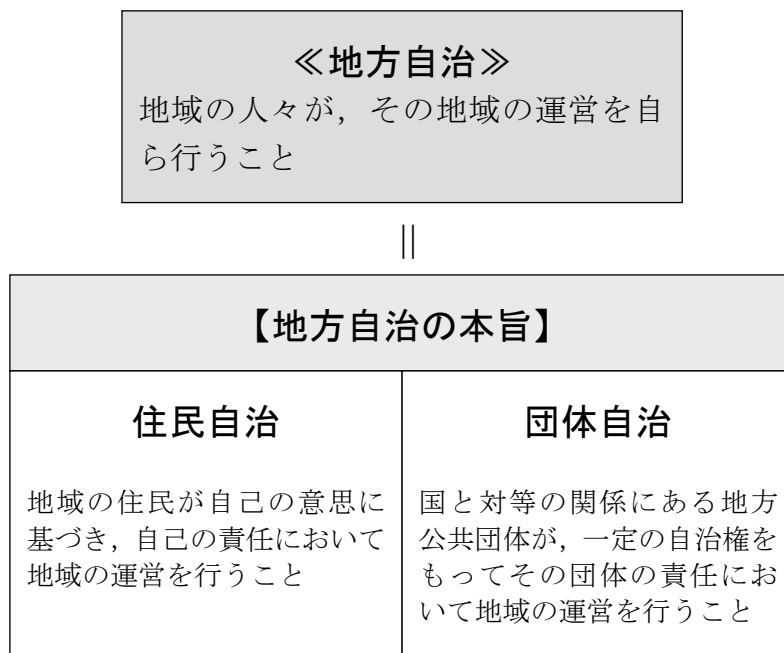 ≪地方自治≫
地域の人々が，その地域の運営を自
ら行うこと
||
【地方自治の本旨】
住民自治
地域の住民が自己の意思に
基づき，自己の責任において
地域の運営を行うこと
団体自治
国と対等の関係にある地方
公共団体が，一定の自治権を
もってその団体の責任にお
いて地域の運営を行うこと